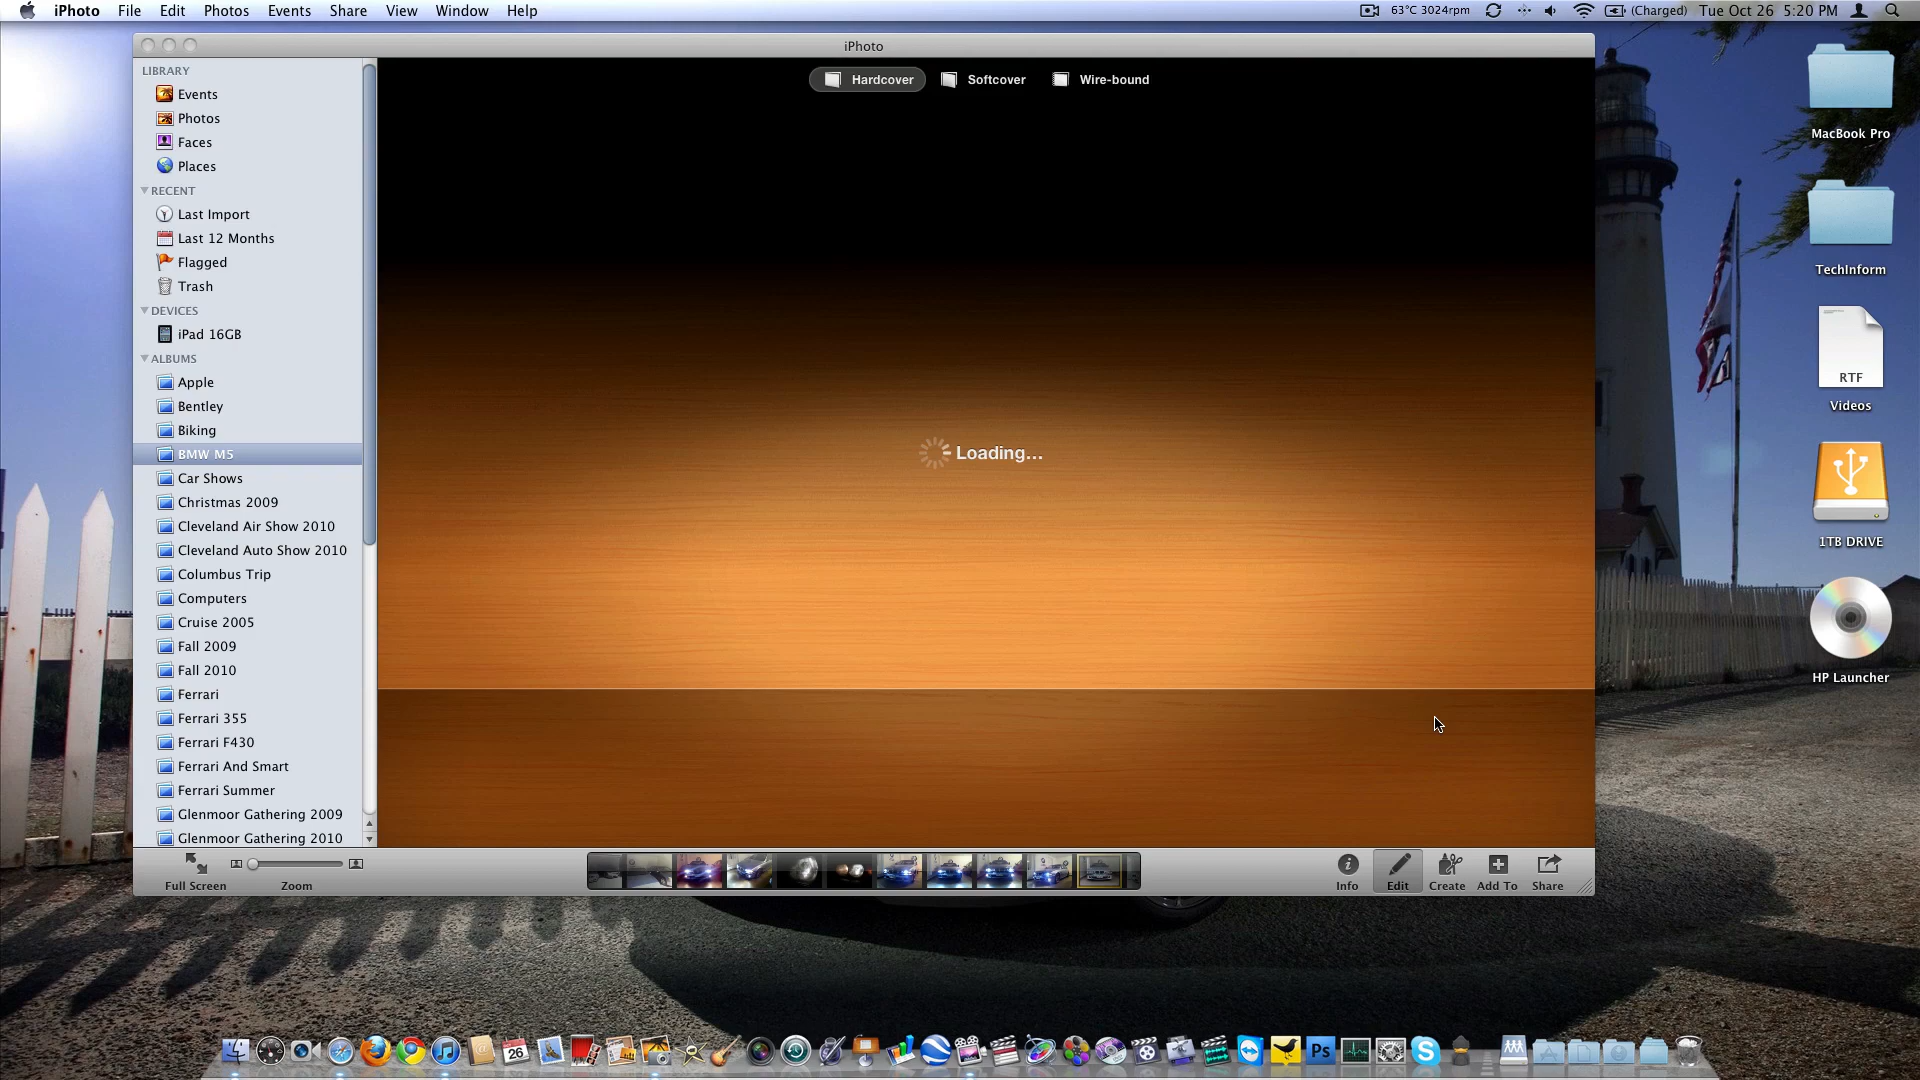 iPhoto File Edit Photos Events Share View Window Help
63°C 3024rpm (Charged) Tue Oct 26 5:20 PM
iPhoto
Hardcover Softcover Wire-bound
LIBRARY
Events
Photos
Faces
Places
RECENT
Last Import
Last 12 Months
Flagged
Trash
DEVICES
iPad 16GB
ALBUMS
Apple
Bentley
Biking
BMW M5
Car Shows
Christmas 2009
Cleveland Air Show 2010
Cleveland Auto Show 2010
Columbus Trip
Computers
Cruise 2005
Fall 2009
Fall 2010
Ferrari
Ferrari 355
Ferrari F430
Ferrari And Smart
Ferrari Summer
Glenmoor Gathering 2009
Glenmoor Gathering 2010
Loading...
Full Screen Zoom
Info Edit Create Add To Share
MacBook Pro
TechInform
RTF
Videos
1TB DRIVE
HP Launcher
26
Ps